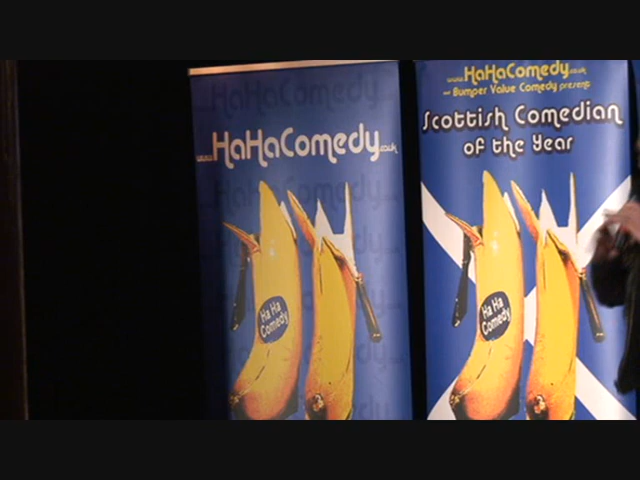 www.HaHaComedy.co.uk
Ha Ha
Comedy
www.HaHaComedy.co.uk
and Bumper Value Comedy present:
Scottish Comedian
of the Year
Ha Ha
Comedy